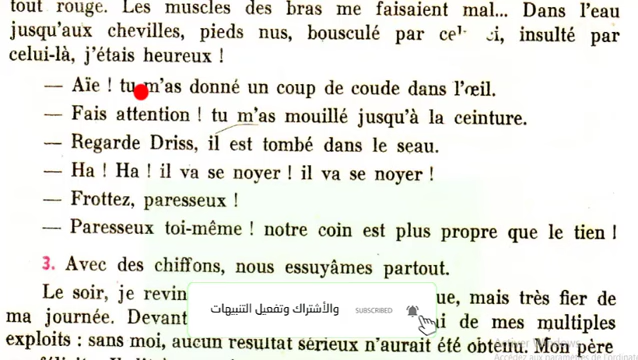 tout rouge. Les muscles des bras me faisaient mal... Dans l'eau
jusqu'aux chevilles, pieds nus, bousculé par insulté par
celui-là, j'étais heureux !
— Aïe ! tu m'as donné un coup de coude dans l'œil.
— Fais attention ! tu m'as mouillé jusqu'à la ceinture.
— Regarde Driss, il est tombé dans le seau.
— Ha ! Ha ! il va se noyer ! il va se noyer !
— Frottez, paresseux !
— Paresseux toi-même ! notre coin est plus propre que le tien !
3. Avec des chiffons, nous essuyâmes partout.
Le soir, je revin ue, mais très fier de
والأشتراك وتفعيل التنبيهات SUBSCRIBED
ma journée. Devant ui de mes multiples
exploits : sans moi, aucun résultat sérieux n'aurait été obtenu. Mon père